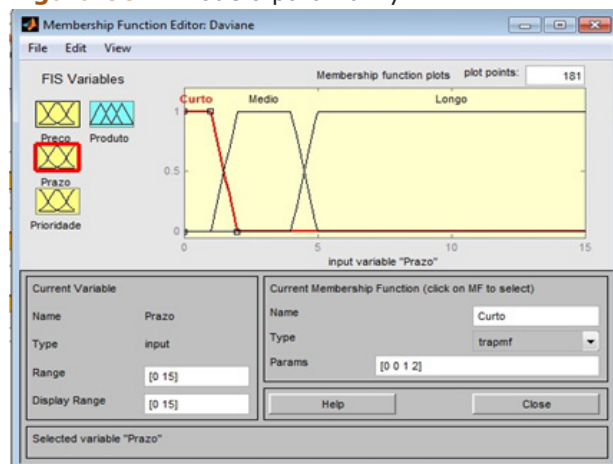 Membership Function Editor: Daviane
File Edit View
FIS Variables
Preço Produto
Prazo
Prioridade
Membership function plots plot points: 181
Curto Medio Longo
1
0.5
0
0 5 10 15
input variable "Prazo"
Current Variable
Name Prazo
Type input
Range [0 15]
Display Range [0 15]
Current Membership Function (click on MF to select)
Name Curto
Type trapmf
Params [0 0 1 2]
Help Close
Selected variable "Prazo"